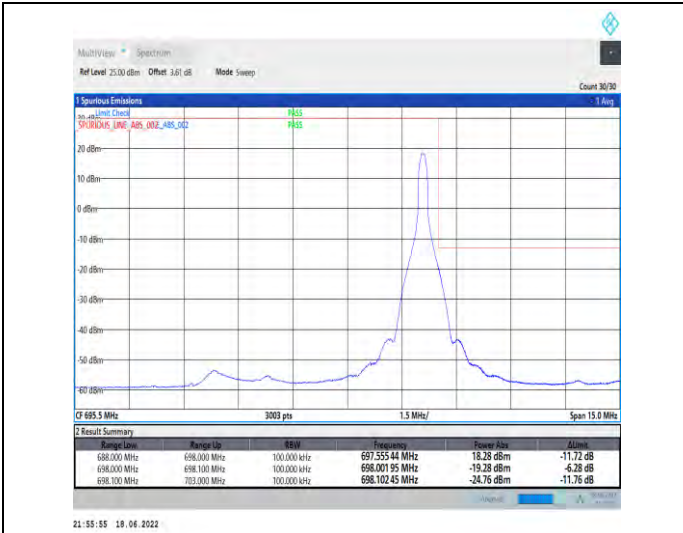 MultiView Spectrum
Ref Level 25.00 dBm Offset 3.61 dB Mode Sweep
Count 30/30
1 Spurious Emissions 1 Avg
Limit Check PASS
SPURIOUS_LINE_ABS_002 _ABS_002 PASS
20 dBm
10 dBm
0 dBm
-10 dBm
-20 dBm
-30 dBm
-40 dBm
-50 dBm
-60 dBm
CF 695.5 MHz 3003 pts 1.5 MHz/ Span 15.0 MHz
2 Result Summary
Range Low Range Up RBW Frequency Power Abs ΔLimit
688.000 MHz 698.000 MHz 100.000 kHz 697.555 44 MHz 18.28 dBm -11.72 dB
698.000 MHz 698.100 MHz 100.000 kHz 698.001 95 MHz -19.28 dBm -6.28 dB
698.100 MHz 703.000 MHz 100.000 kHz 698.102 45 MHz -24.76 dBm -11.76 dB
21:55:55 18.06.2022